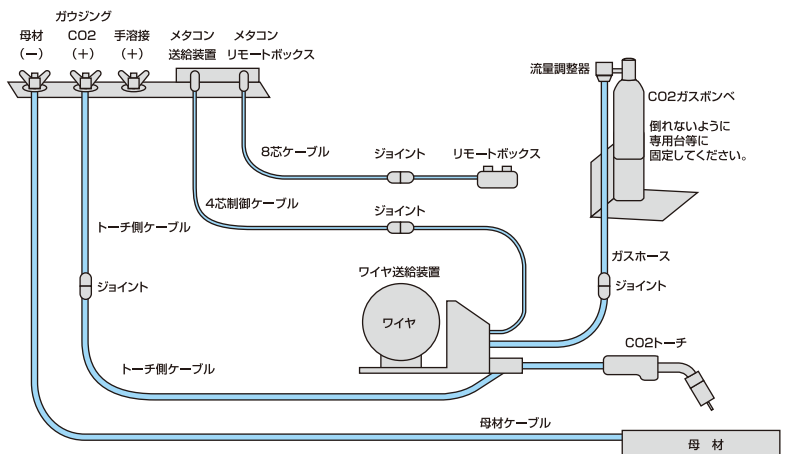 ガウジング
母材 CO2 手溶接 メタコン メタコン
(－) (＋) (＋) 送給装置 リモートボックス
流量調整器
CO2ガスボンベ
倒れないように
専用台等に
固定してください。
8芯ケーブル
ジョイント
リモートボックス
4芯制御ケーブル
ジョイント
トーチ側ケーブル
ガスホース
ジョイント
ワイヤ送給装置
ジョイント
ワイヤ
CO2トーチ
トーチ側ケーブル
母材ケーブル
母 材